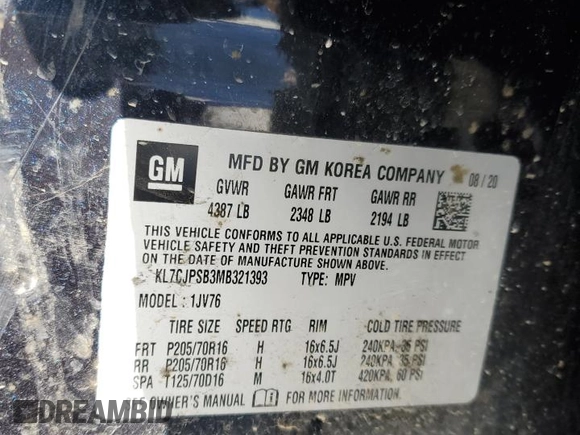 GM MFD BY GM KOREA COMPANY 08 / 20
GVWR GAWR FRT GAWR RR
4387 LB 2348 LB 2194 LB
THIS VEHICLE CONFORMS TO ALL APPLICABLE U.S. FEDERAL MOTOR
VEHICLE SAFETY AND THEFT PREVENTION STANDARDS IN EFFECT
ON THE DATE OF MANUFACTURE SHOWN ABOVE.
KL7CJPSB3MB321393 TYPE: MPV
MODEL : 1JV76
TIRE SIZE SPEED RTG RIM COLD TIRE PRESSURE
FRT P205/70R16 H 16x6.5J 240KPA, 35 PSI
RR P205/70R16 H 16x6.5J 240KPA, 35 PSI
SPA T125/70D16 M 16x4.0T 420KPA, 60 PSI
OWNER'S MANUAL FOR MORE INFORMATION.
DREAMBID